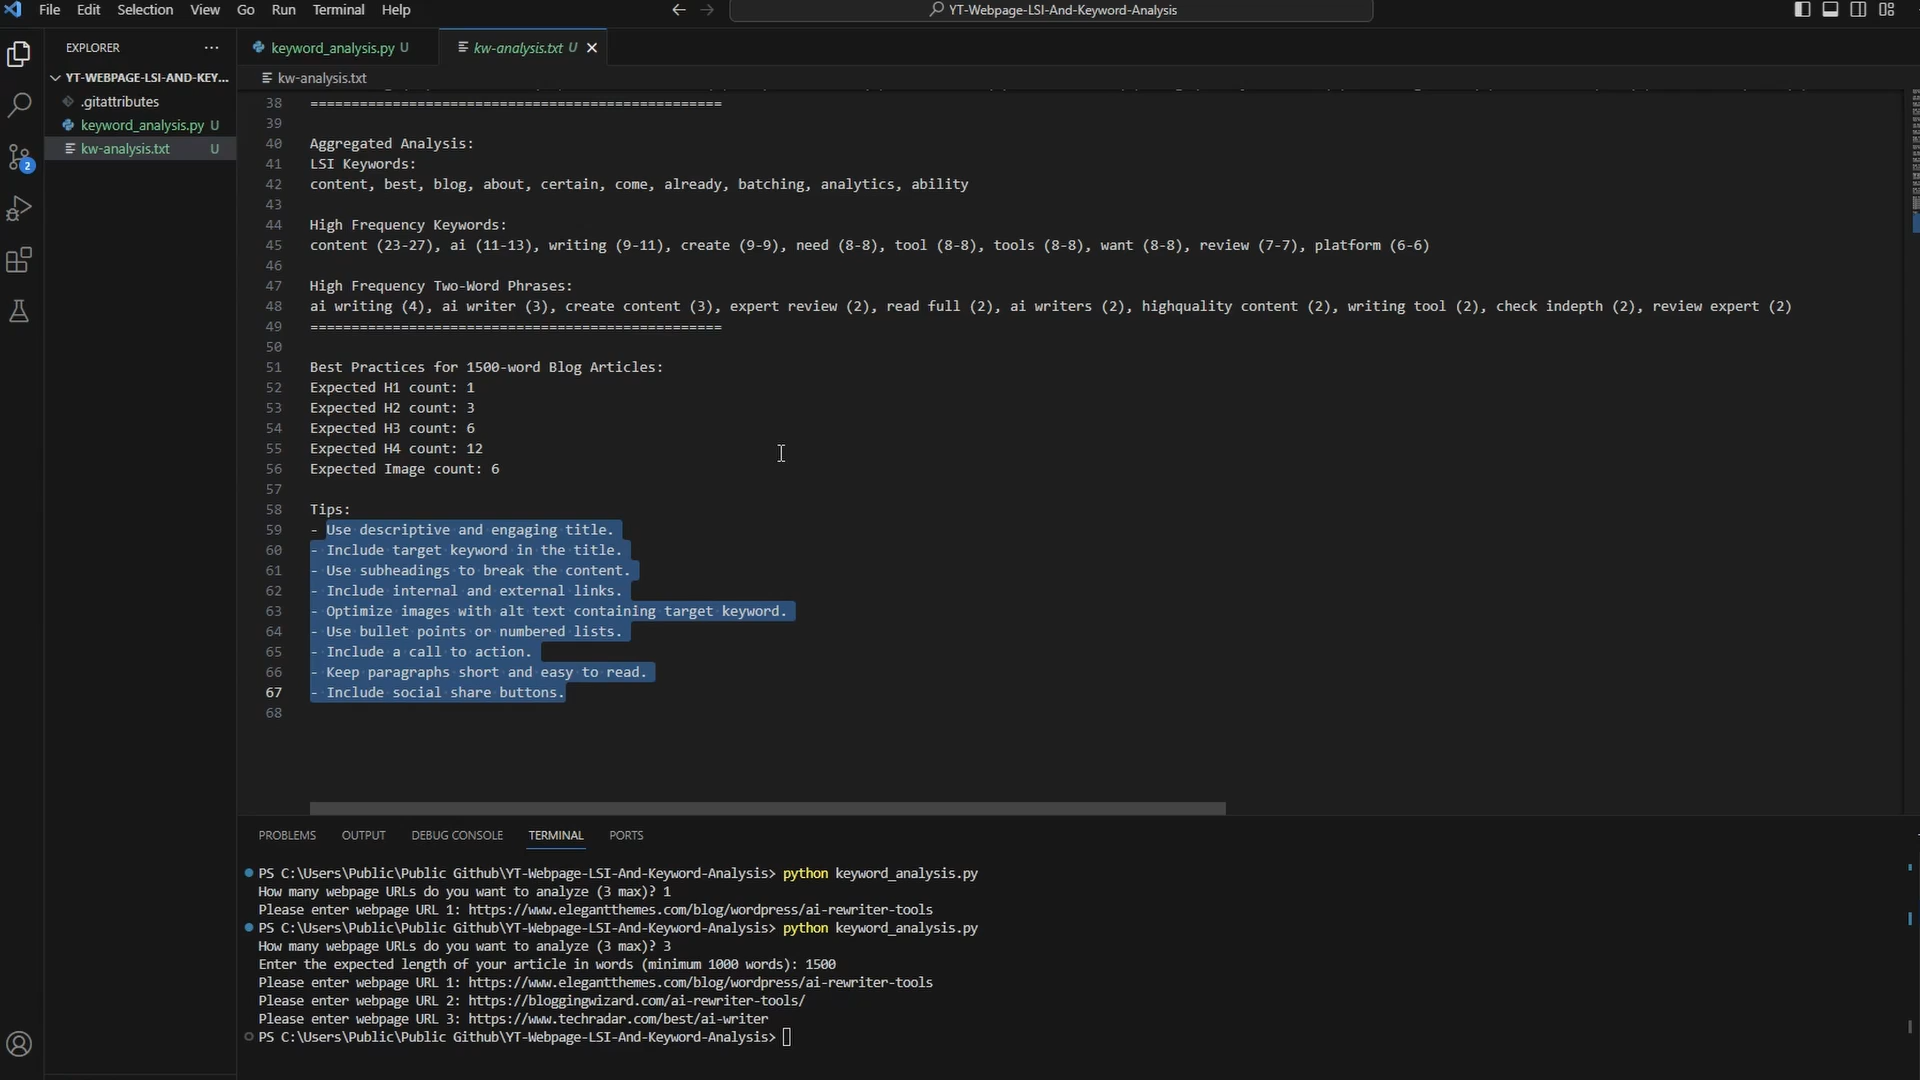 File Edit Selection View Go Run Terminal Help
YT-Webpage-LSI-And-Keyword-Analysis
EXPLORER
YT-WEBPAGE-LSI-AND-KEY...
.gitattributes
keyword_analysis.py U
kw-analysis.txt U
2
keyword_analysis.py U
kw-analysis.txt U
kw-analysis.txt
38 ==================================================
39
40 Aggregated Analysis:
41 LSI Keywords:
42 content, best, blog, about, certain, come, already, batching, analytics, ability
43
44 High Frequency Keywords:
45 content (23-27), ai (11-13), writing (9-11), create (9-9), need (8-8), tool (8-8), tools (8-8), want (8-8), review (7-7), platform (6-6)
46
47 High Frequency Two-Word Phrases:
48 ai writing (4), ai writer (3), create content (3), expert review (2), read full (2), ai writers (2), highquality content (2), writing tool (2), check indepth (2), review expert (2)
49 ==================================================
50
51 Best Practices for 1500-word Blog Articles:
52 Expected H1 count: 1
53 Expected H2 count: 3
54 Expected H3 count: 6
55 Expected H4 count: 12
56 Expected Image count: 6
57
58 Tips:
59 - Use descriptive and engaging title.
60 - Include target keyword in the title.
61 - Use subheadings to break the content.
62 - Include internal and external links.
63 - Optimize images with alt text containing target keyword.
64 - Use bullet points or numbered lists.
65 - Include a call to action.
66 - Keep paragraphs short and easy to read.
67 - Include social share buttons.
68
PROBLEMS OUTPUT DEBUG CONSOLE TERMINAL PORTS
PS C:\Users\Public\Public Github\YT-Webpage-LSI-And-Keyword-Analysis> python keyword_analysis.py
How many webpage URLs do you want to analyze (3 max)? 1
Please enter webpage URL 1: https://www.elegantthemes.com/blog/wordpress/ai-rewriter-tools
PS C:\Users\Public\Public Github\YT-Webpage-LSI-And-Keyword-Analysis> python keyword_analysis.py
How many webpage URLs do you want to analyze (3 max)? 3
Enter the expected length of your article in words (minimum 1000 words): 1500
Please enter webpage URL 1: https://www.elegantthemes.com/blog/wordpress/ai-rewriter-tools
Please enter webpage URL 2: https://bloggingwizard.com/ai-rewriter-tools/
Please enter webpage URL 3: https://www.techradar.com/best/ai-writer
PS C:\Users\Public\Public Github\YT-Webpage-LSI-And-Keyword-Analysis>